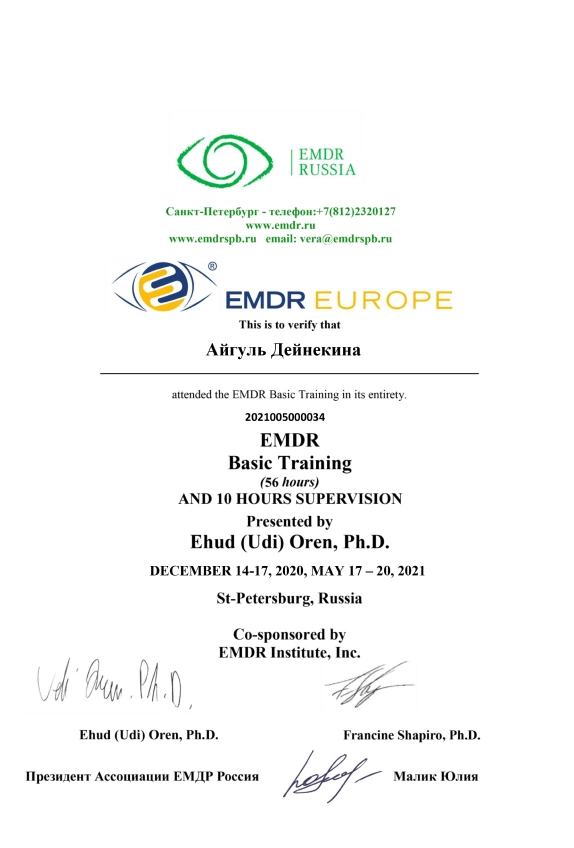 EMDR
RUSSIA
Санкт-Петербург - телефон:+7(812)2320127
www.emdr.ru
www.emdrspb.ru email: vera@emdrspb.ru
®
EMDR EUROPE
This is to verify that
Айгуль Дейнекина
attended the EMDR Basic Training in its entirety.
2021005000034
EMDR
Basic Training
(56 hours)
AND 10 HOURS SUPERVISION
Presented by
Ehud (Udi) Oren, Ph.D.
DECEMBER 14-17, 2020, MAY 17 – 20, 2021
St-Petersburg, Russia
Co-sponsored by
EMDR Institute, Inc.
Udi Oren. Ph.D.
Ehud (Udi) Oren, Ph.D.
Francine Shapiro, Ph.D.
Президент Ассоциации ЕМДР Россия
Малик Юлия